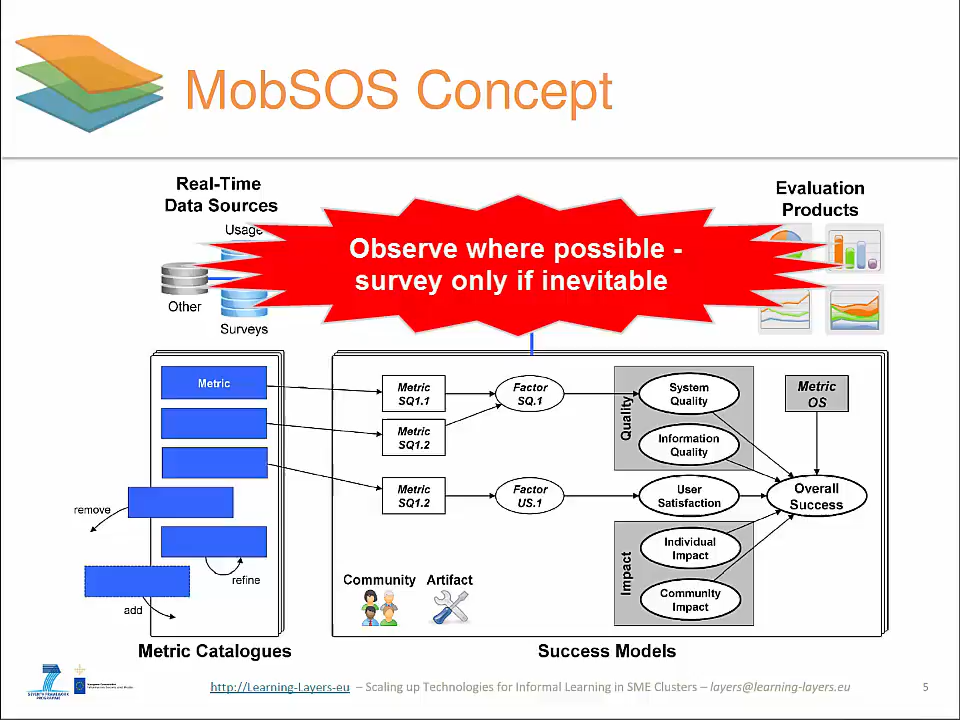 MobSOS Concept
Real-Time
Data Sources
Usage
Other
Surveys
Observe where possible -
survey only if inevitable
Evaluation
Products
Metric
remove
refine
add
Metric Catalogues
Metric
SQ1.1
Metric
SQ1.2
Metric
SQ1.2
Factor
SQ.1
Factor
US.1
Quality
System
Quality
Information
Quality
User
Satisfaction
Impact
Individual
Impact
Community
Impact
Metric
OS
Overall
Success
Community
Artifact
Success Models
SEVENTH FRAMEWORK
PROGRAMME
http://Learning-Layers-eu – Scaling up Technologies for Informal Learning in SME Clusters – layers@learning-layers.eu
5